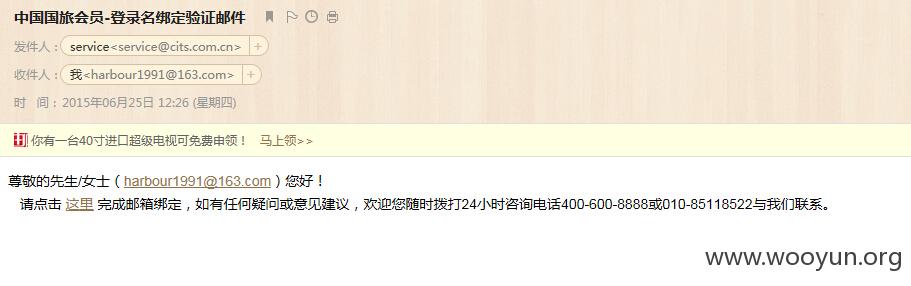 中国国旅会员-登录名绑定验证邮件
发件人：service<service@cits.com.cn> +
收件人：我<harbour1991@163.com> +
时 间：2015年06月25日 12:26 (星期四)
你有一台40寸进口超级电视可免费申领！ 马上领>>
尊敬的先生/女士（harbour1991@163.com）您好！
请点击 这里 完成邮箱绑定，如有任何疑问或意见建议，欢迎您随时拨打24小时咨询电话400-600-8888或010-85118522与我们联系。
www.wooyun.org